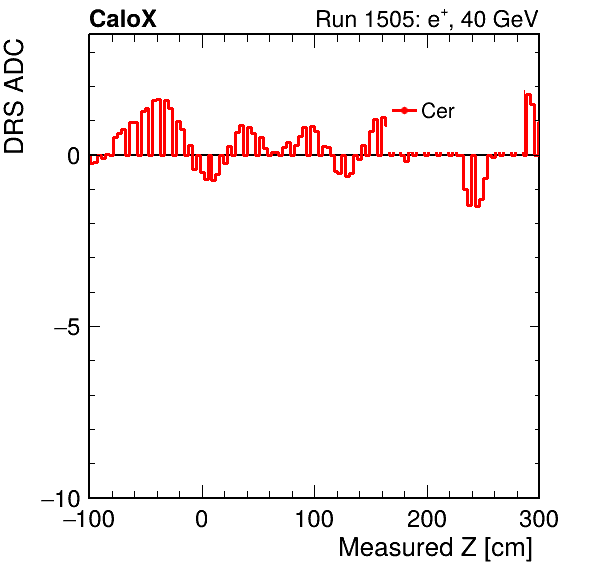 CaloX Run 1505: e⁺, 40 GeV
DRS ADC
Cer
0
−5
−10
−100 0 100 200 300
Measured Z [cm]